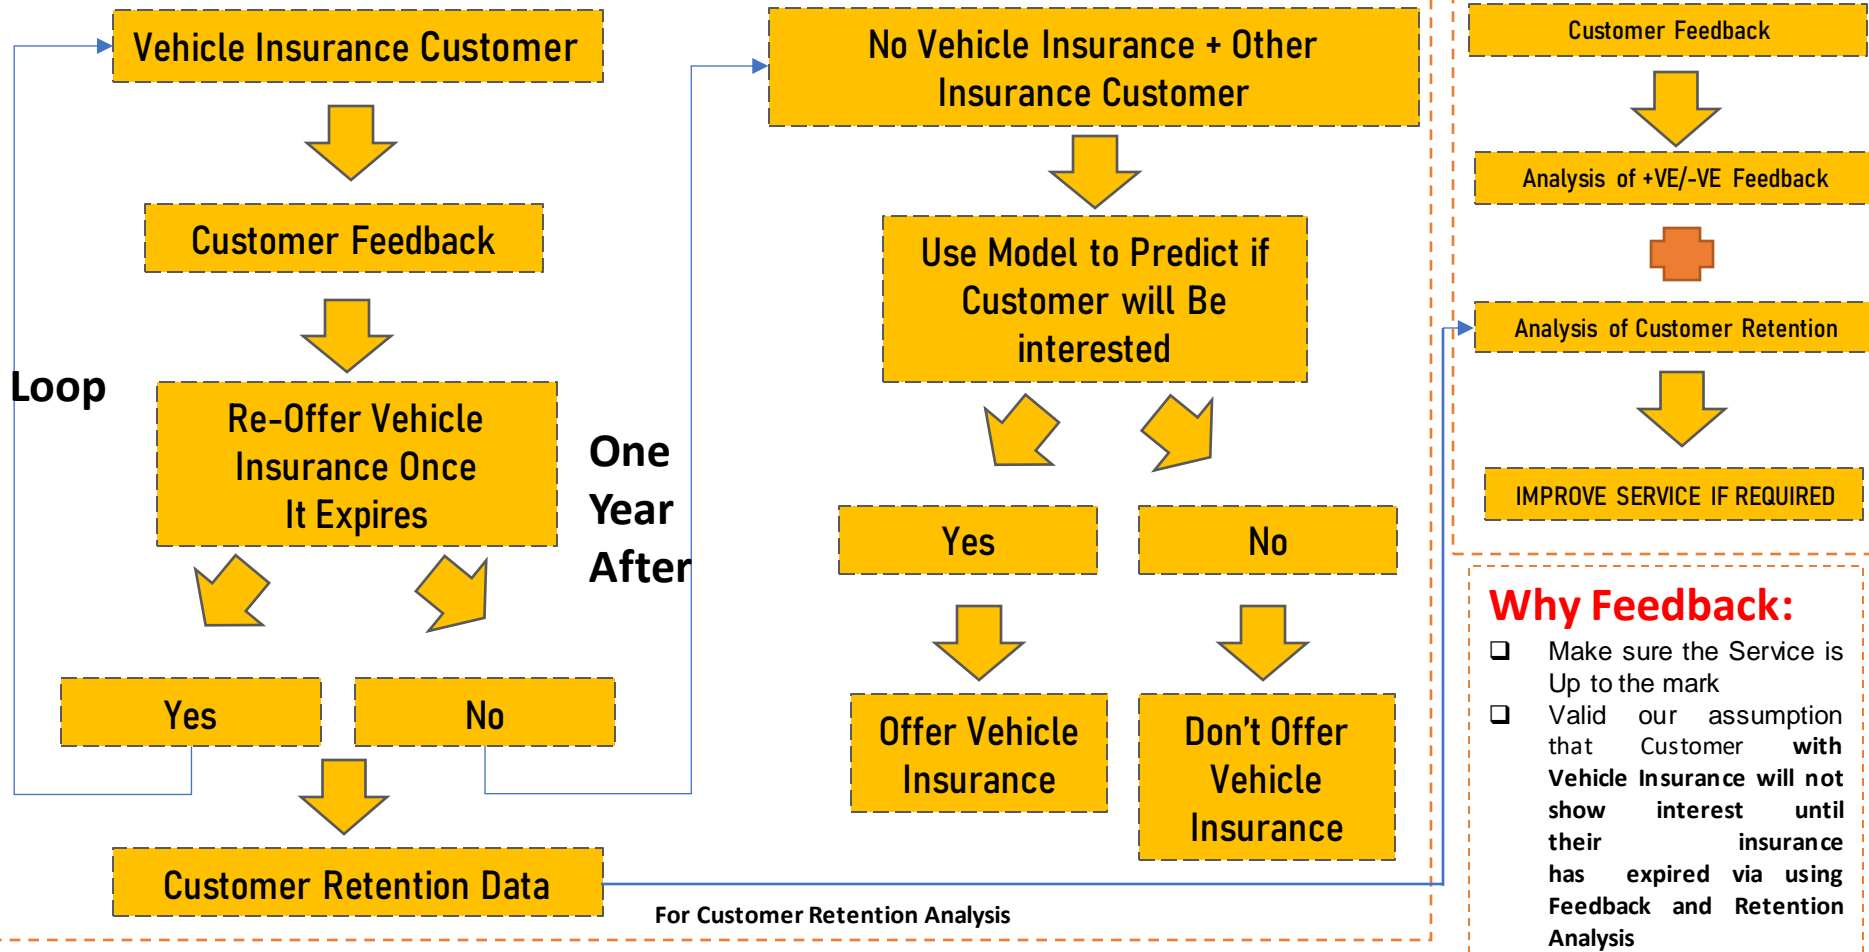 Vehicle Insurance Customer
Customer Feedback
Loop
Re-Offer Vehicle
Insurance Once
It Expires
Yes
No
Customer Retention Data
One
Year
After
No Vehicle Insurance + Other
Insurance Customer
Use Model to Predict if
Customer will Be
interested
Yes
No
Offer Vehicle
Insurance
Don't Offer
Vehicle
Insurance
For Customer Retention Analysis
Customer Feedback
Analysis of +VE/-VE Feedback
Analysis of Customer Retention
IMPROVE SERVICE IF REQUIRED
Why Feedback:
Make sure the Service is
Up to the mark
Valid our assumption
that Customer with
Vehicle Insurance will not
show interest until
their insurance
has expired via using
Feedback and Retention
Analysis